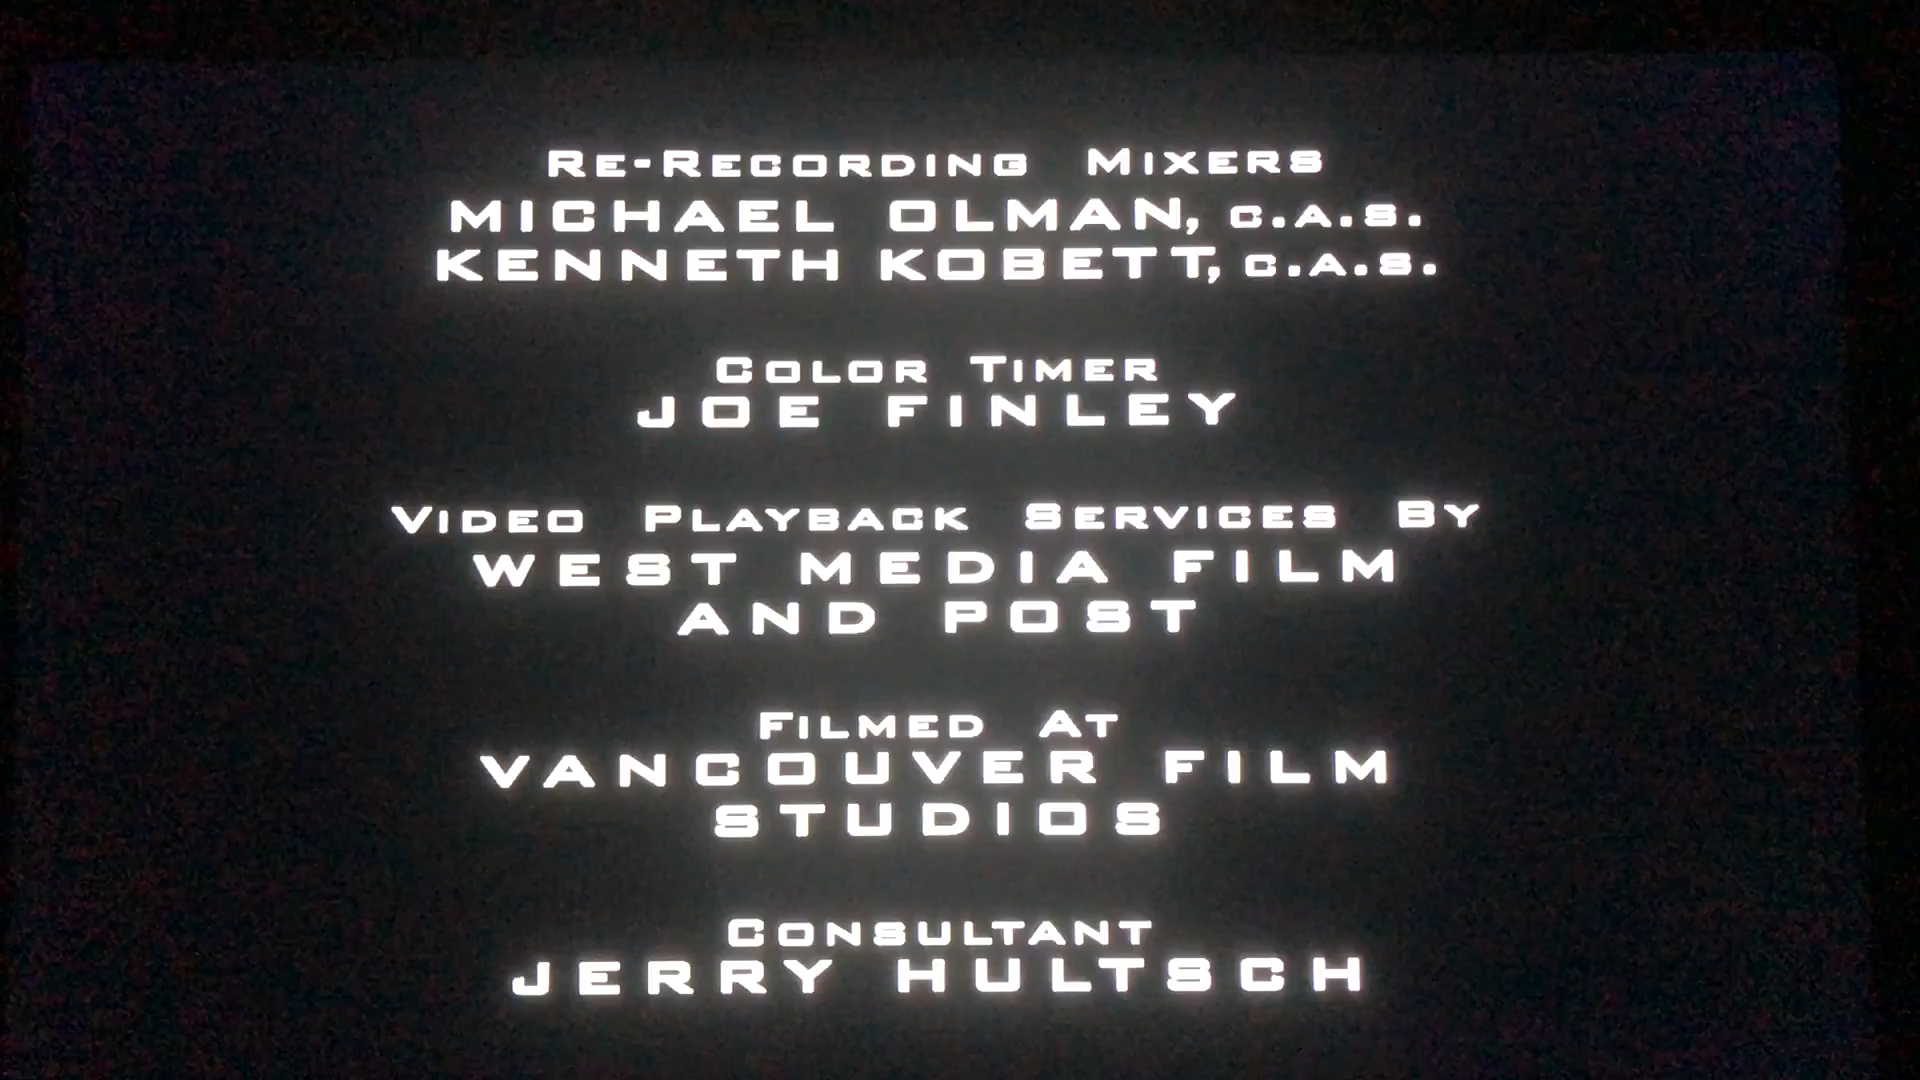 Re-Recording Mixers
MICHAEL OLMAN, C.A.S.
KENNETH KOBETT, C.A.S.
Color Timer
JOE FINLEY
Video Playback Services By
WEST MEDIA FILM
AND POST
Filmed At
VANCOUVER FILM
STUDIOS
Consultant
JERRY HULTSCH